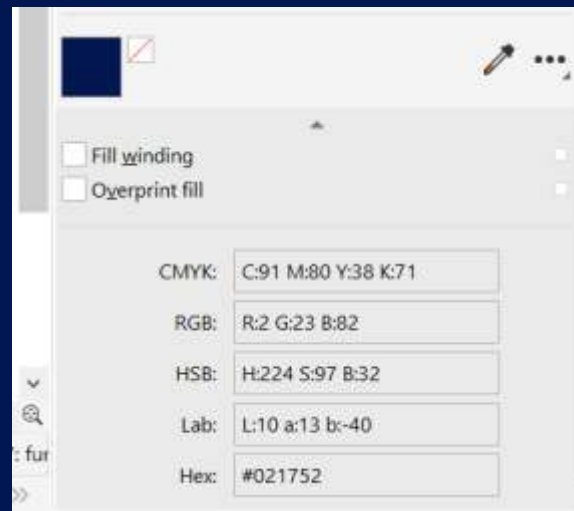 Fill winding
Overprint fill
CMYK: C:91 M:80 Y:38 K:71
RGB: R:2 G:23 B:82
HSB: H:224 S:97 B:32
Lab: L:10 a:13 b:-40
: fur
Hex: #021752